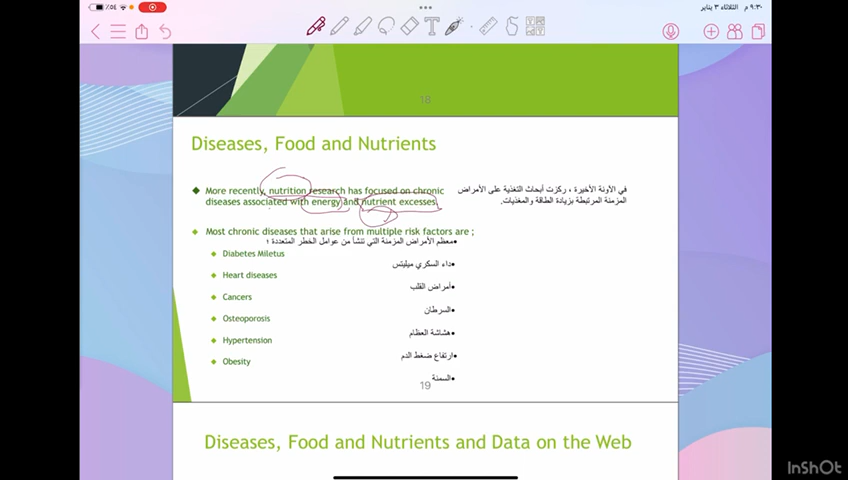 ٩:٣٠ م الثلاثاء ٣ يناير
٥٤٪
18
Diseases, Food and Nutrients
More recently, nutrition research has focused on chronic
diseases associated with energy and nutrient excesses.
في الآونة الأخيرة ، ركزت أبحاث التغذية على الأمراض
المزمنة المرتبطة بزيادة الطاقة والمغذيات.
Most chronic diseases that arise from multiple risk factors are ;
•معظم الأمراض المزمنة التي تنشأ من عوامل الخطر المتعددة ؛
Diabetes Miletus
•داء السكري ميليتس
Heart diseases
•أمراض القلب
Cancers
•السرطان
Osteoporosis
•هشاشة العظام
Hypertension
•ارتفاع ضغط الدم
Obesity
•السمنة
19
Diseases, Food and Nutrients and Data on the Web
InShOt